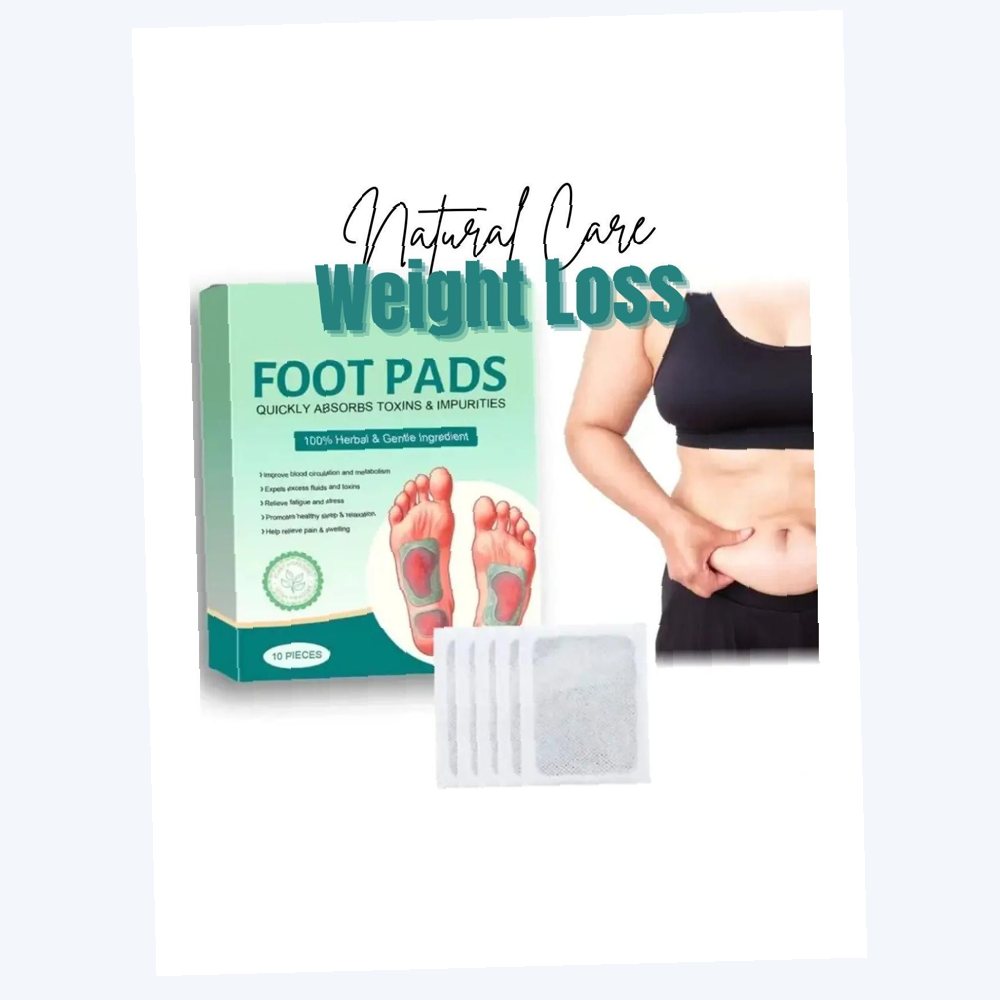 Natural Care
Weight Loss
FOOT PADS
QUICKLY ABSORBS TOXINS & IMPURITIES
100% Herbal & Gentle Ingredient
Improve blood circulation and metabolism
Expels excess fluids and toxins
Relieve fatigue and stress
Promotes healthy sleep & relaxation
Help relieve pain & swelling
10 PIECES